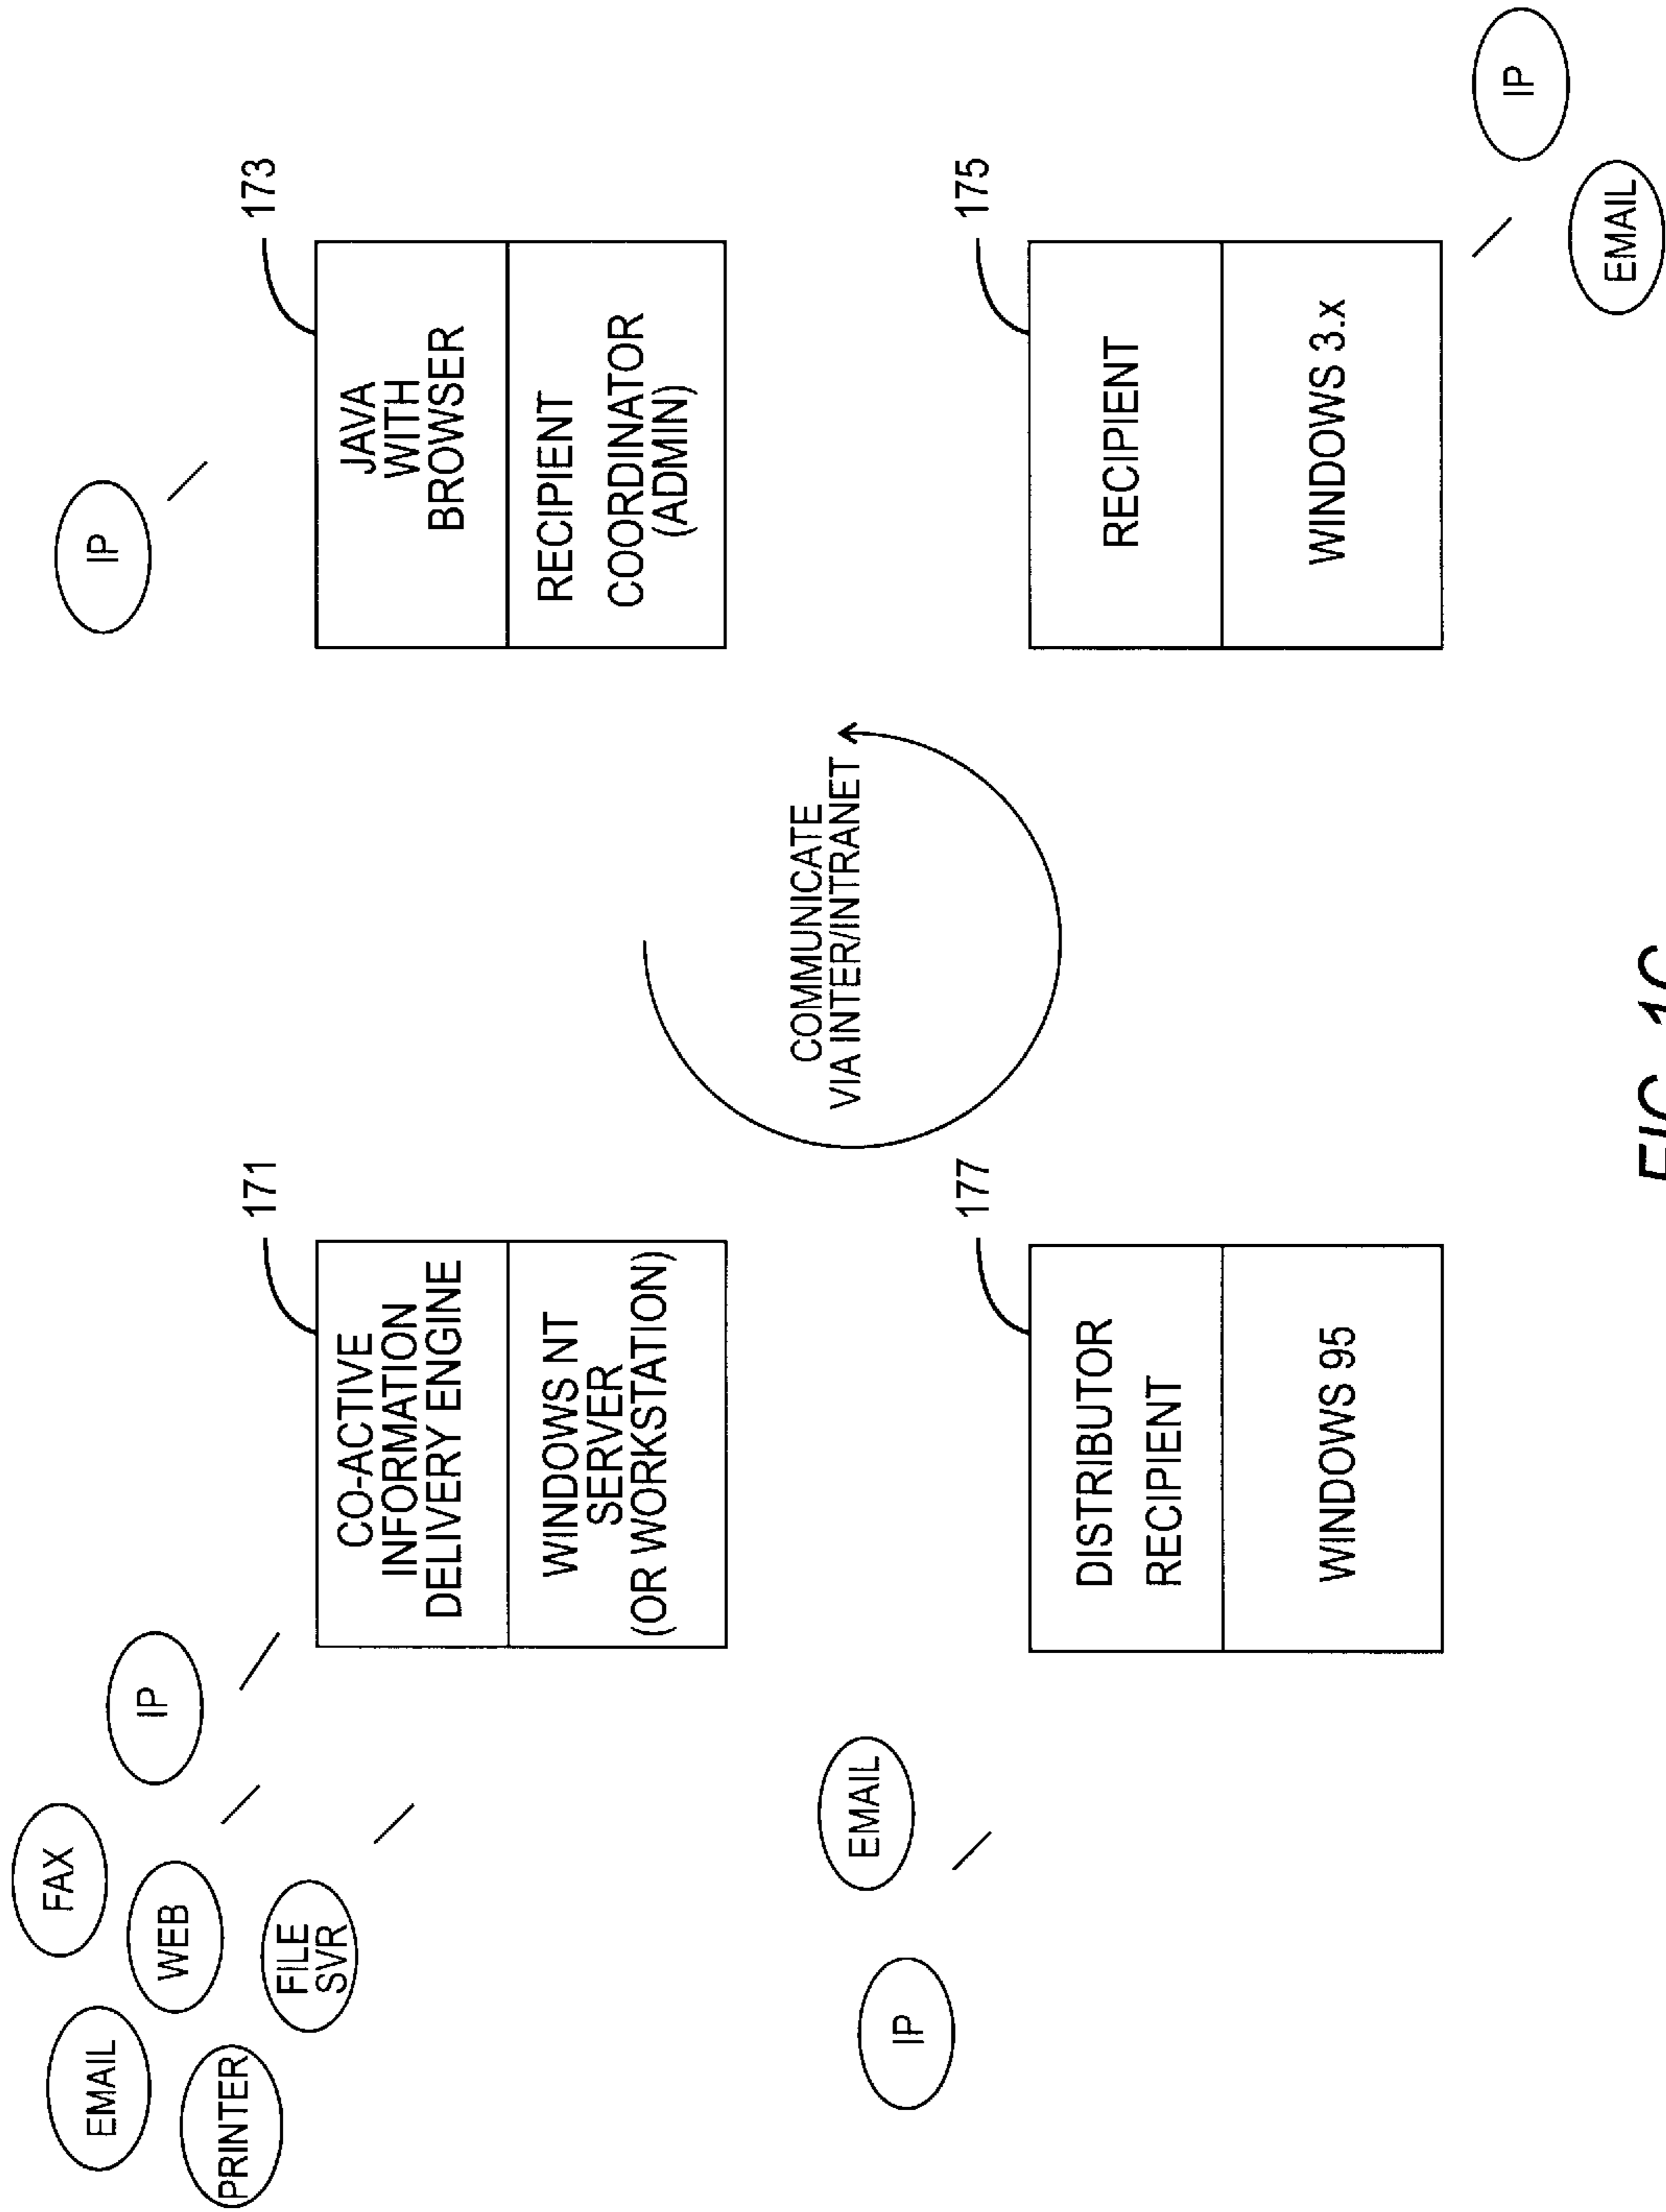 FAX
EMAIL
WEB
IP
PRINTER
FILE
SVR
171
CO-ACTIVE
INFORMATION
DELIVERY ENGINE
WINDOWS NT
SERVER
(OR WORKSTATION)
IP
173
JAVA
WITH
BROWSER
RECIPIENT
COORDINATOR
(ADMIN)
COMMUNICATE
VIA INTER/INTRANET
EMAIL
IP
177
DISTRIBUTOR
RECIPIENT
WINDOWS 95
175
RECIPIENT
WINDOWS 3.x
IP
EMAIL
FIG. 1C